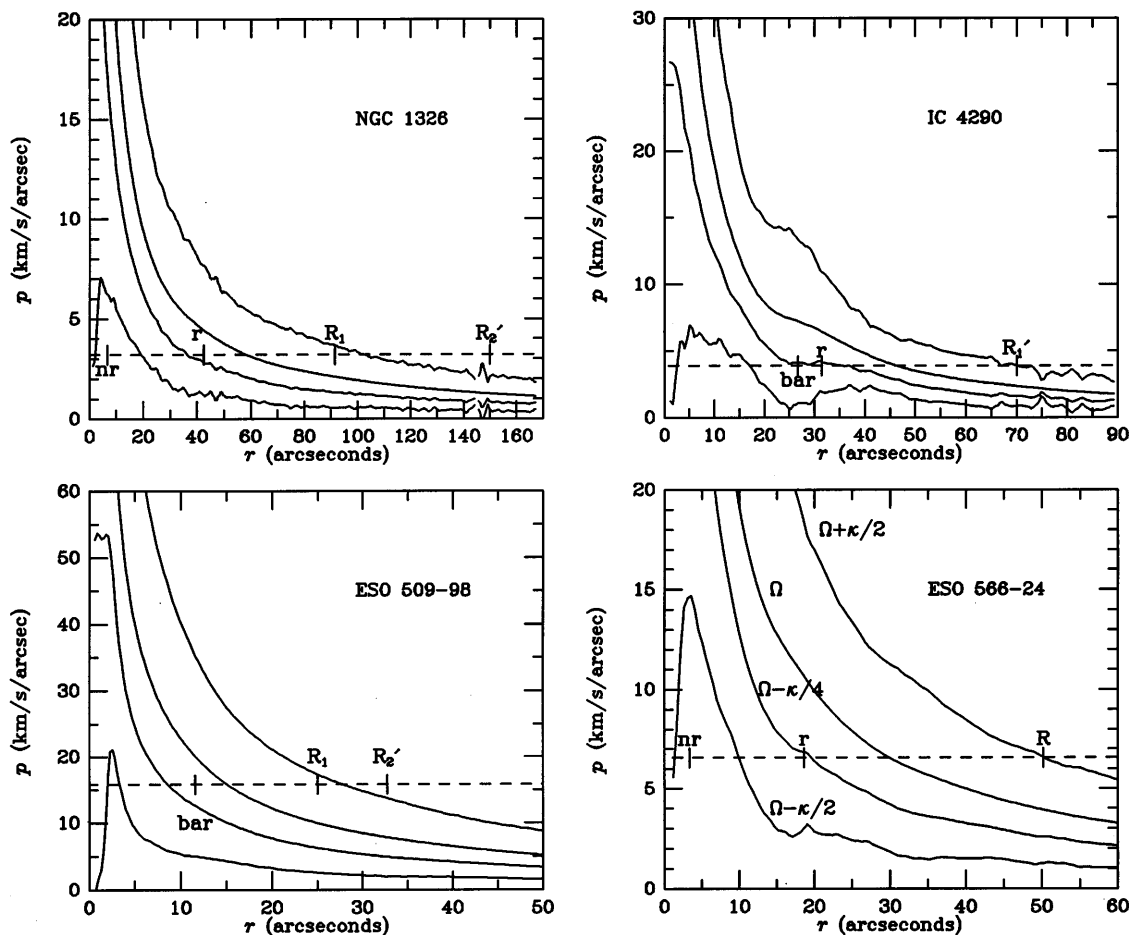 20
15
10
5
0
p (km/s/arcsec)
NGC 1326
nr
r
R₁
R₂′
0 20 40 60 80 100 120 140 160
r (arcseconds)
30
20
10
0
p (km/s/arcsec)
IC 4290
bar
r
R₁′
0 10 20 30 40 50 60 70 80 90
r (arcseconds)
60
50
40
30
20
10
0
p (km/s/arcsec)
ESO 509-98
bar
R₁
R₂′
0 10 20 30 40 50
r (arcseconds)
20
15
10
5
0
p (km/s/arcsec)
Ω+κ/2
Ω
ESO 566-24
Ω-κ/4
nr
r
R
Ω-κ/2
0 10 20 30 40 50 60
r (arcseconds)